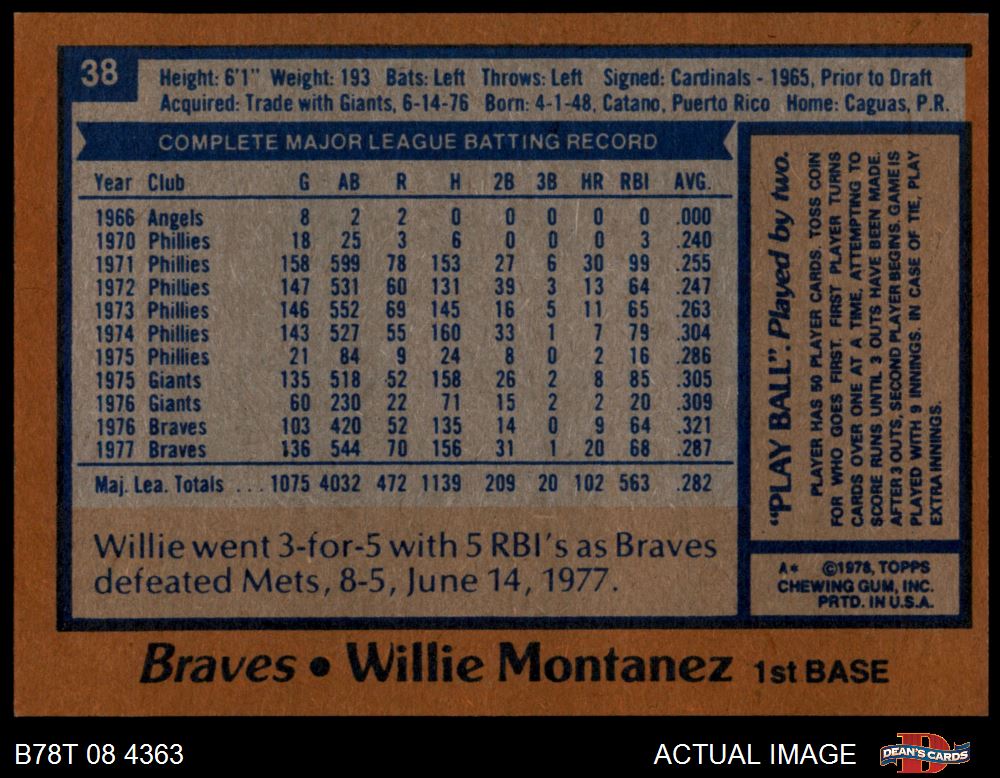 38
Height: 6'1" Weight: 193 Bats: Left Throws: Left Signed: Cardinals - 1965, Prior to Draft
Acquired: Trade with Giants, 6-14-76 Born: 4-1-48, Catano, Puerto Rico Home: Caguas, P.R.
COMPLETE MAJOR LEAGUE BATTING RECORD
Year Club G AB R H 2B 3B HR RBI AVG.
1966 Angels 8 2 2 0 0 0 0 0 .000
1970 Phillies 18 25 3 6 0 0 0 3 .240
1971 Phillies 158 599 78 153 27 6 30 99 .255
1972 Phillies 147 531 60 131 39 3 13 64 .247
1973 Phillies 146 552 69 145 16 5 11 65 .263
1974 Phillies 143 527 55 160 33 1 7 79 .304
1975 Phillies 21 84 9 24 8 0 2 16 .286
1975 Giants 135 518 52 158 26 2 8 85 .305
1976 Giants 60 230 22 71 15 2 2 20 .309
1976 Braves 103 420 52 135 14 0 9 64 .321
1977 Braves 136 544 70 156 31 1 20 68 .287
Maj. Lea. Totals ... 1075 4032 472 1139 209 20 102 563 .282
Willie went 3-for-5 with 5 RBI's as Braves
defeated Mets, 8-5, June 14, 1977.
"PLAY BALL". Played by two.
PLAYER HAS 50 PLAYER CARDS. TOSS COIN
FOR WHO GOES FIRST. FIRST PLAYER TURNS
CARDS OVER ONE AT A TIME, ATTEMPTING TO
SCORE RUNS UNTIL 3 OUTS HAVE BEEN MADE.
AFTER 3 OUTS, SECOND PLAYER BEGINS. GAME IS
PLAYED WITH 9 INNINGS. IN CASE OF TIE, PLAY
EXTRA INNINGS.
A* ©1978, TOPPS
CHEWING GUM, INC.
PRTD. IN U.S.A.
Braves • Willie Montanez 1st BASE
B78T 08 4363
ACTUAL IMAGE
D
DEAN'S CARDS